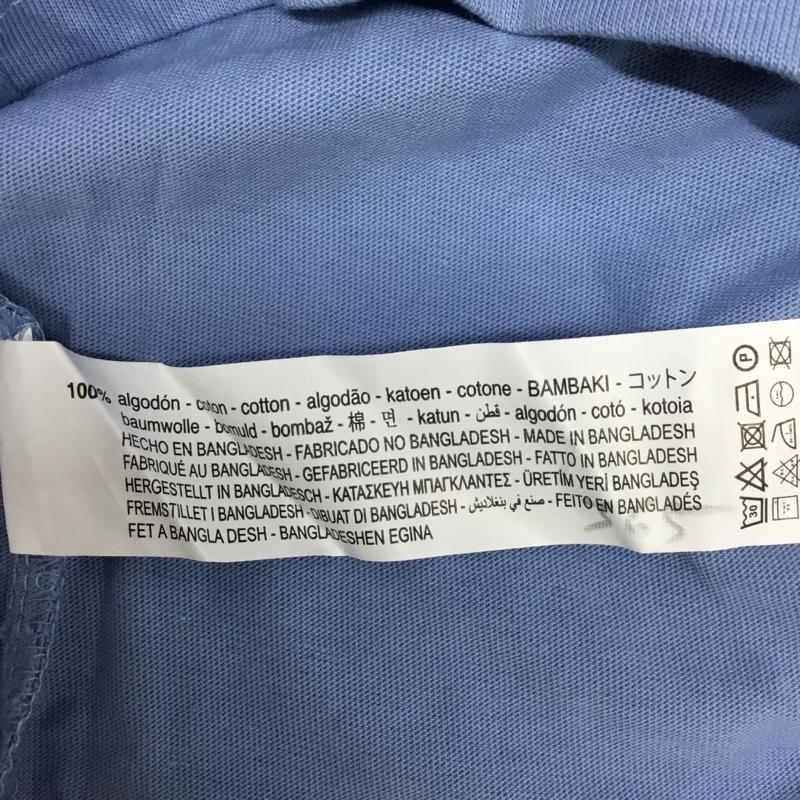 100% algodón - coton - cotton - algodão - katoen - cotone - BAMBAKI - コットン
baumwolle - bomuld - bombaž - 棉 - 면 - katun - قطن - algodón - cotó - kotoia
HECHO EN BANGLADESH - FABRICADO NO BANGLADESH - MADE IN BANGLADESH
FABRIQUÉ AU BANGLADESH - GEFABRICEERD IN BANGLADESH - FATTO IN BANGLADESH
HERGESTELLT IN BANGLADESCH - ΚΑΤΑΣΚΕΥΗ ΜΠΑΓΚΛΑΝΤΕΣ - ÜRETİM YERİ BANGLADEŞ
FREMSTILLET I BANGLADESH - DIBUAT DI BANGLADESH - صنع في بنغلاديش - FEITO EN BANGLADÉS
FET A BANGLA DESH - BANGLADESHEN EGINA
P
30